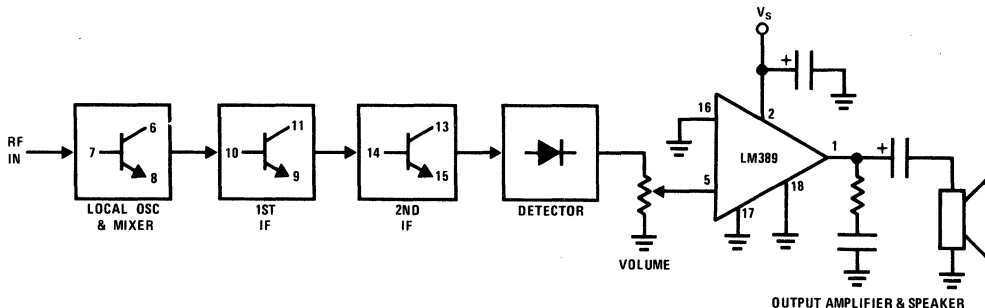 RF
IN
7
6
8
LOCAL OSC
& MIXER
10
11
9
1ST
IF
14
13
15
2ND
IF
DETECTOR
VOLUME
VS
+
2
16
LM389
1
5
17
18
+
OUTPUT AMPLIFIER & SPEAKER